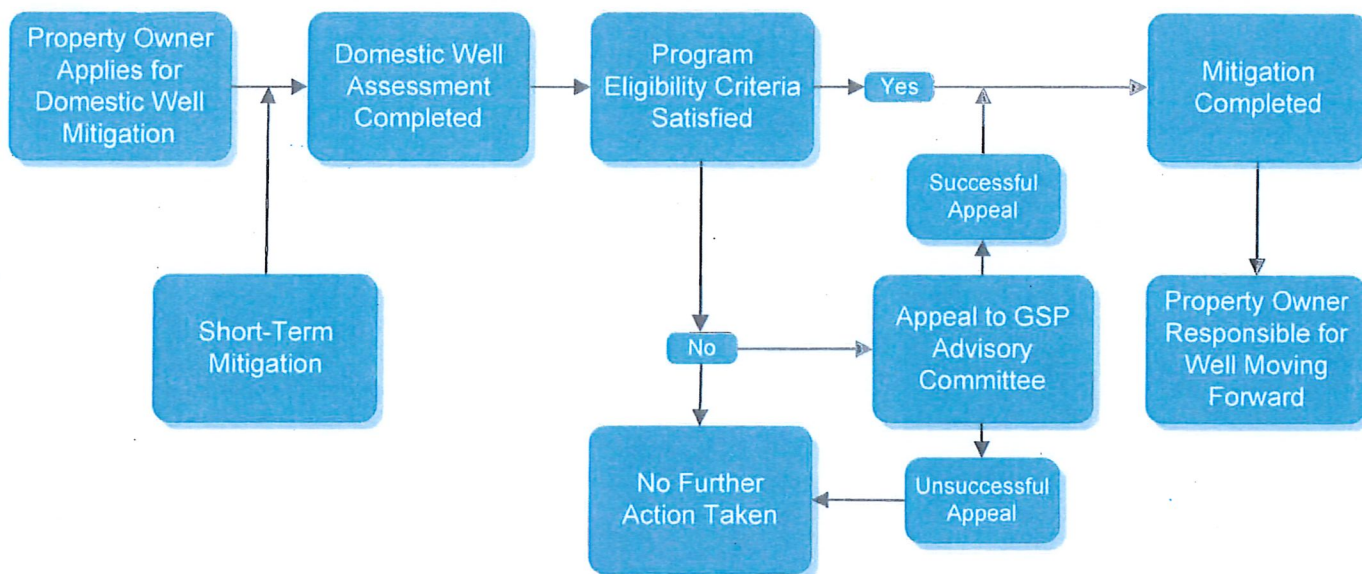 Property Owner
Applies for
Domestic Well
Mitigation
Domestic Well
Assessment
Completed
Program
Eligibility Criteria
Satisfied
Yes
Mitigation
Completed
Successful
Appeal
Short-Term
Mitigation
No
Appeal to GSP
Advisory
Committee
Property Owner
Responsible for
Well Moving
Forward
No Further
Action Taken
Unsuccessful
Appeal